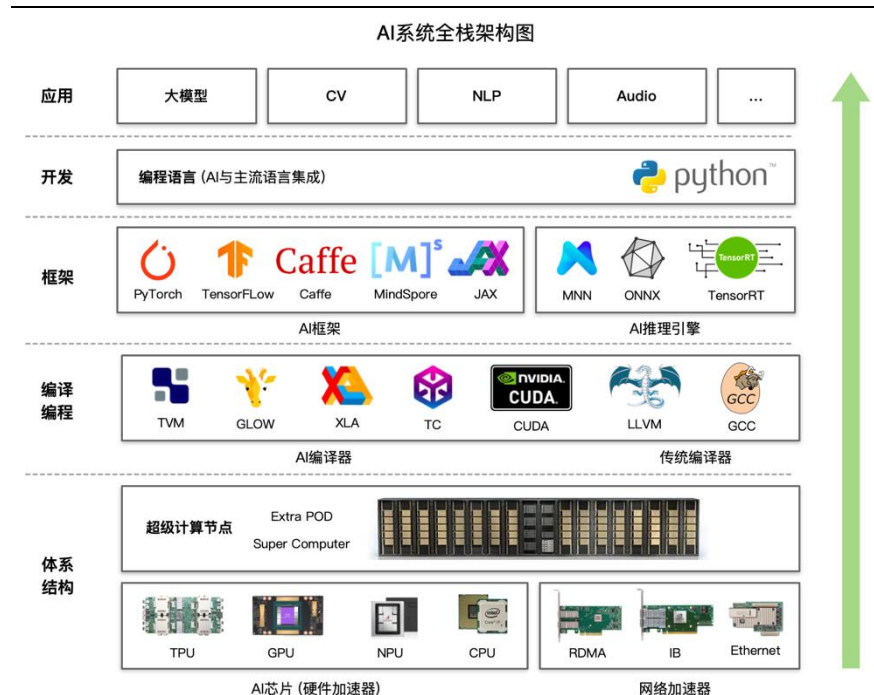 AI系统全栈架构图
应用
大模型
CV
NLP
Audio
...
开发
编程语言 (AI与主流语言集成)
python™
框架
Caffe
[M]s
TensorRT
PyTorch
TensorFLow
Caffe
MindSpore
JAX
MNN
ONNX
TensorRT
AI框架
AI推理引擎
编译
编程
NVIDIA.
CUDA.
GCC
TVM
GLOW
XLA
TC
CUDA
LLVM
GCC
AI编译器
传统编译器
体系
结构
超级计算节点
Extra POD
Super Computer
TPU
GPU
NPU
CPU
RDMA
IB
Ethernet
AI芯片 (硬件加速器)
网络加速器